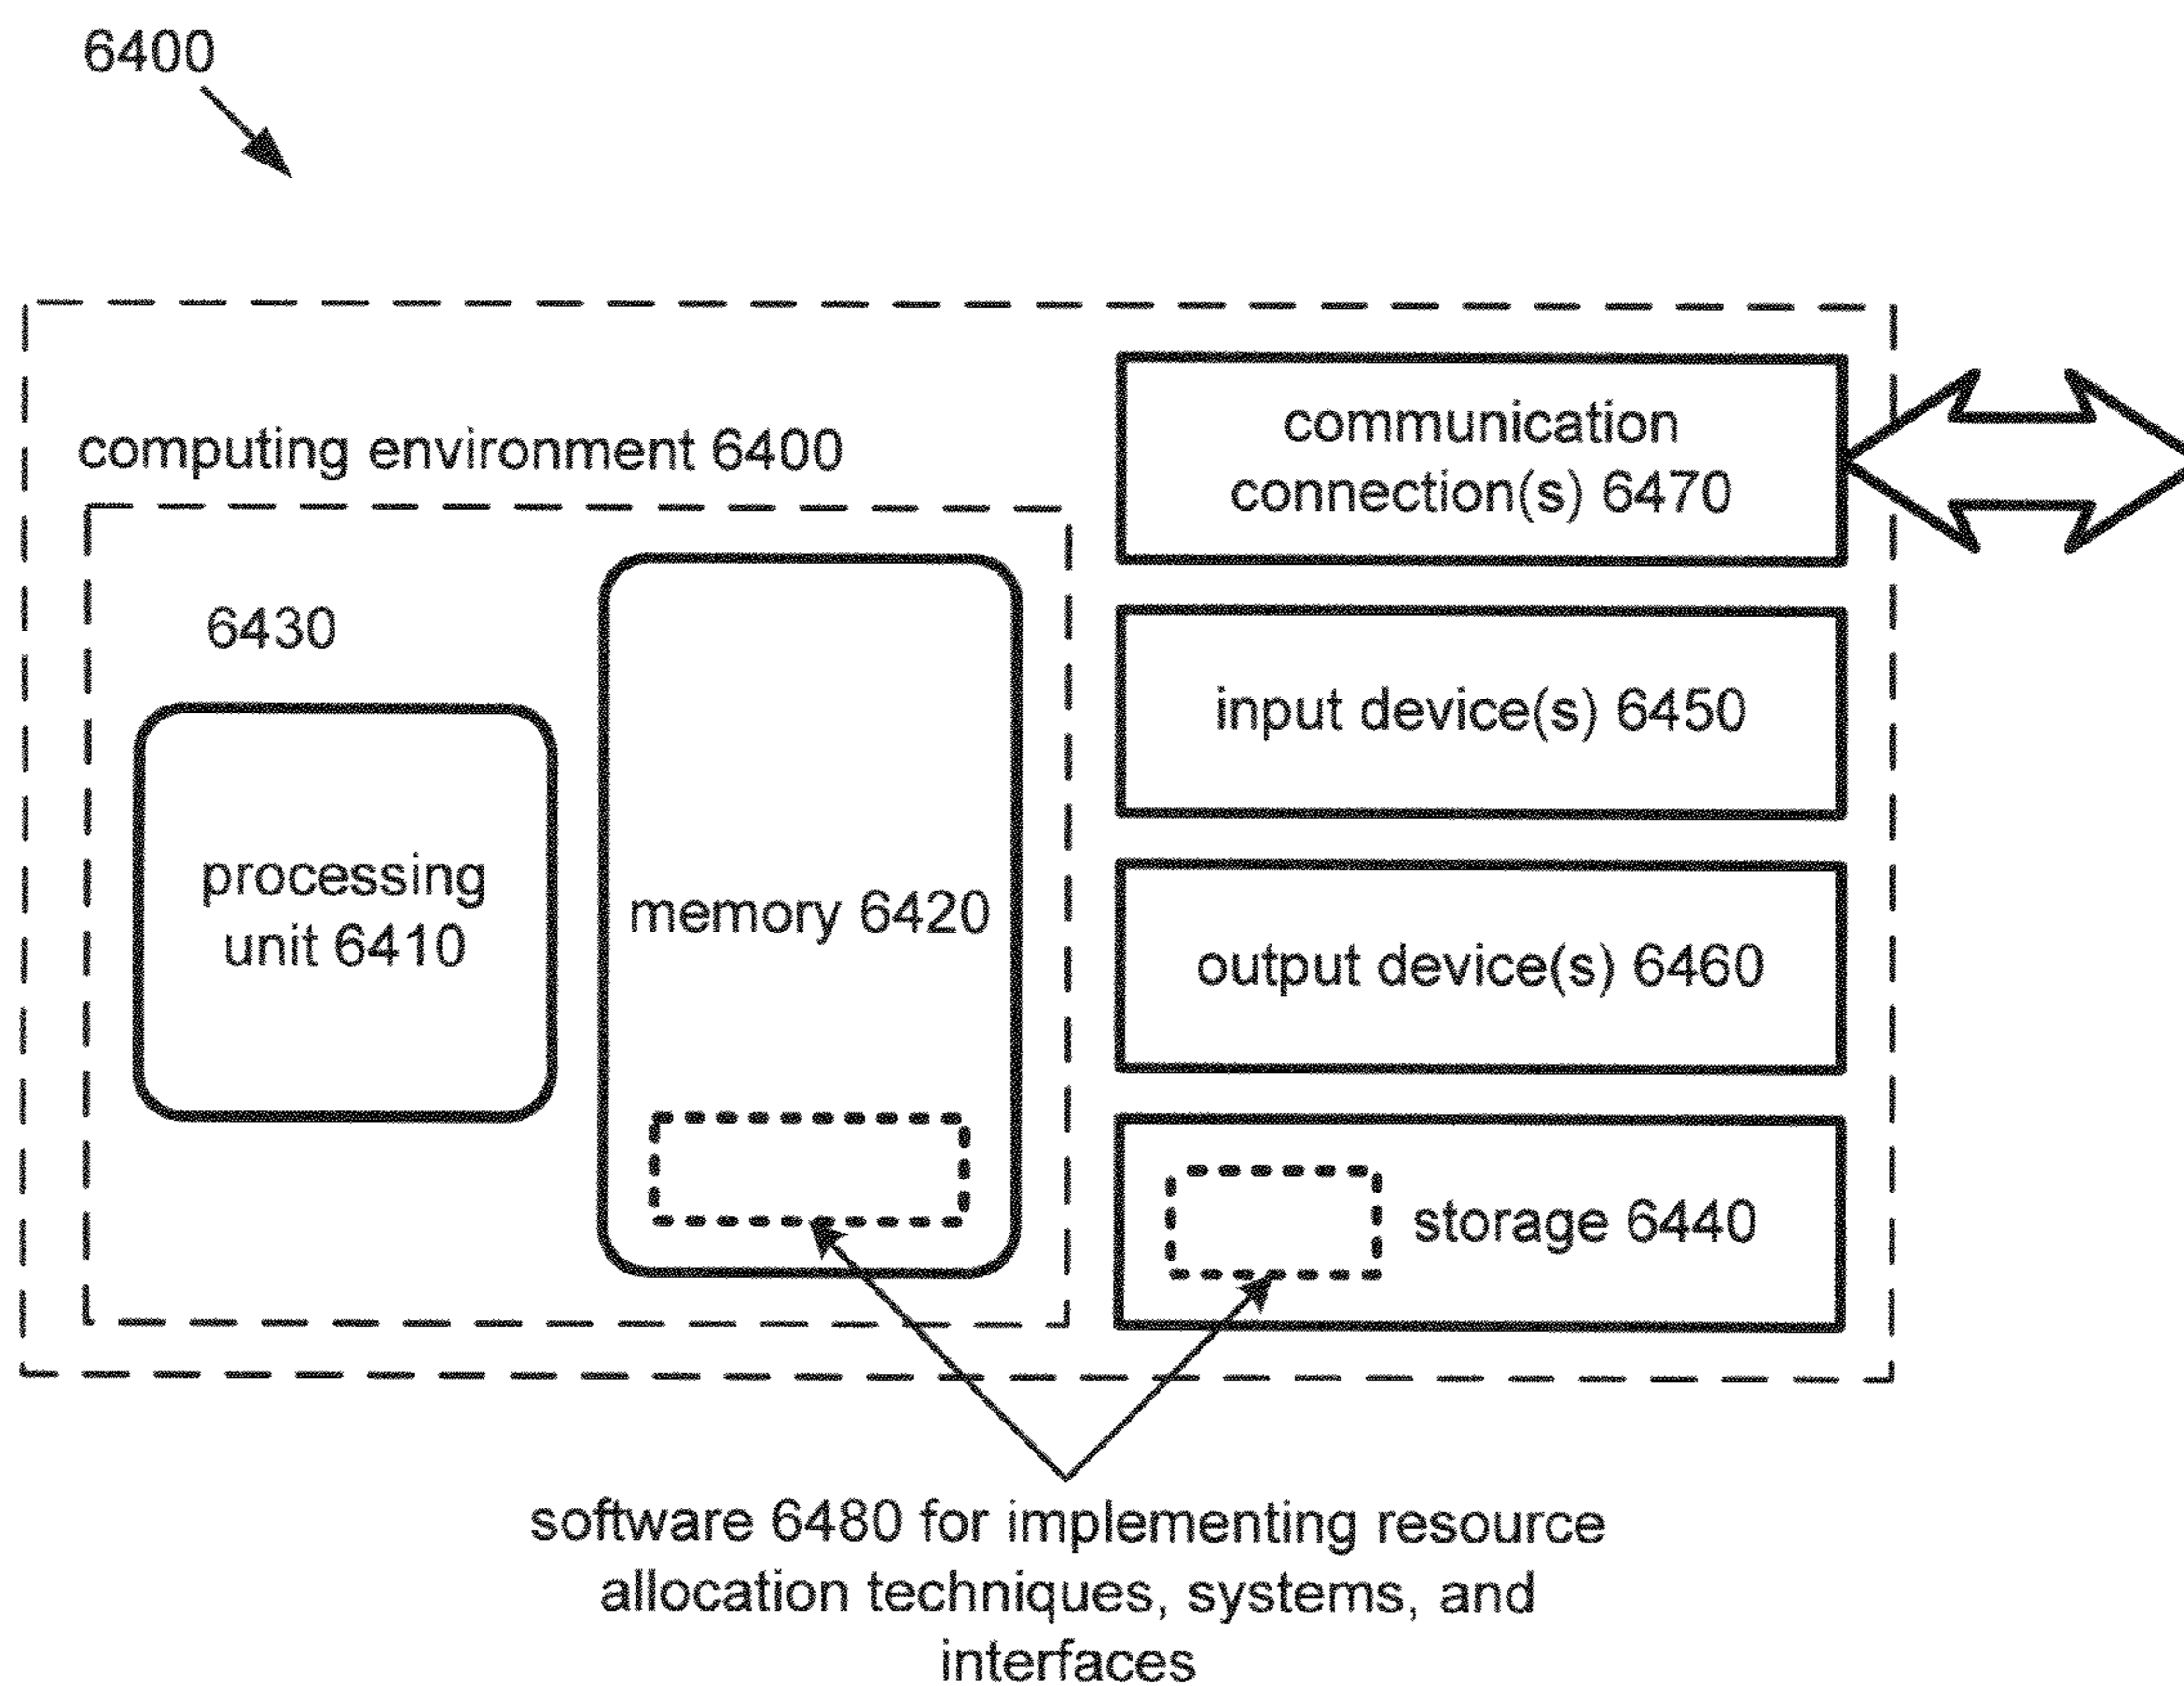 6400
computing environment 6400
6430
processing
unit 6410
memory 6420
communication
connection(s) 6470
input device(s) 6450
output device(s) 6460
storage 6440
software 6480 for implementing resource
allocation techniques, systems, and
interfaces